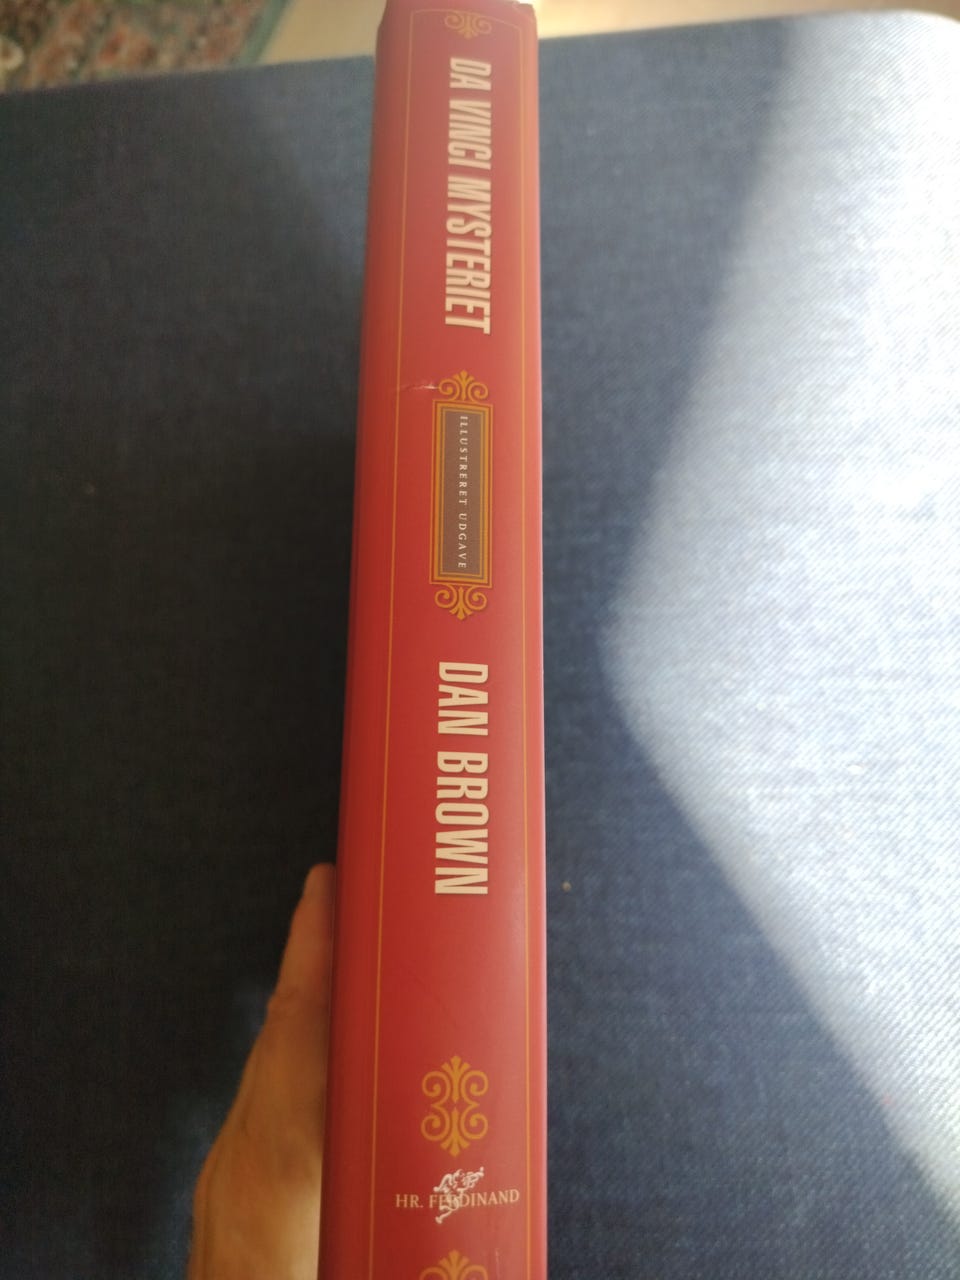 DA VINCI MYSTERIET
ILLUSTRERET UDGAVE
DAN BROWN
HR. FERDINAND